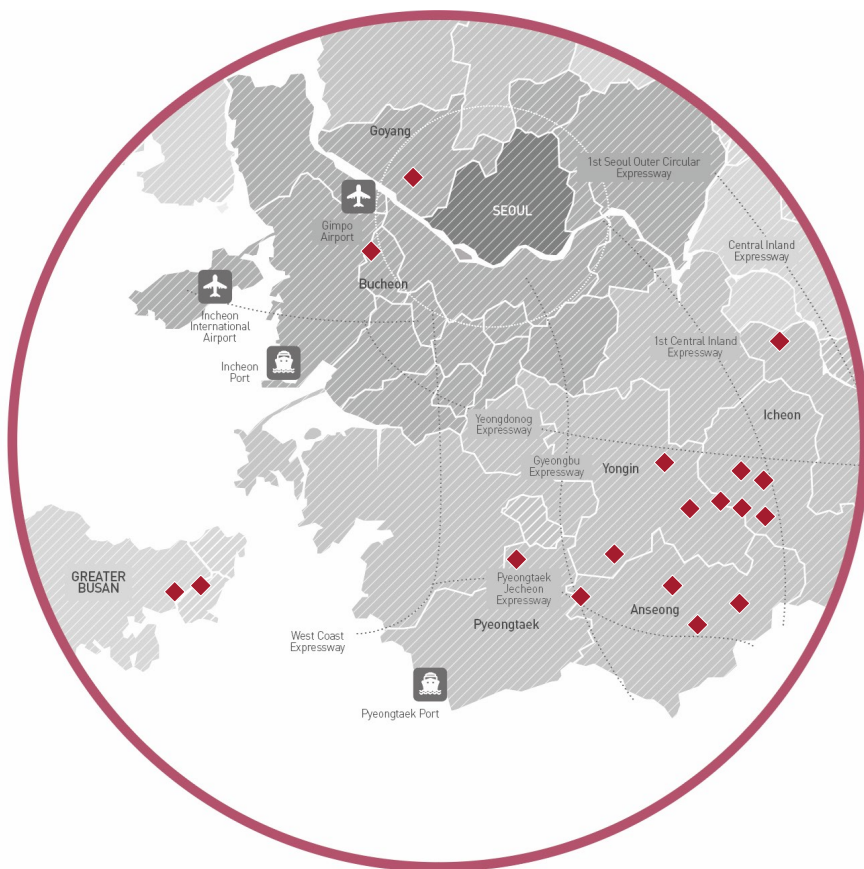 Goyang
1st Seoul Outer Circular
Expressway
SEOUL
Gimpo
Airport
Central Inland
Expressway
Bucheon
Incheon
International
Airport
1st Central Inland
Expressway
Incheon
Port
Icheon
Yeongdonog
Expressway
Gyeongbu
Expressway
Yongin
GREATER
BUSAN
Pyeongtaek
Jecheon
Expressway
Anseong
Pyeongtaek
West Coast
Expressway
Pyeongtaek Port